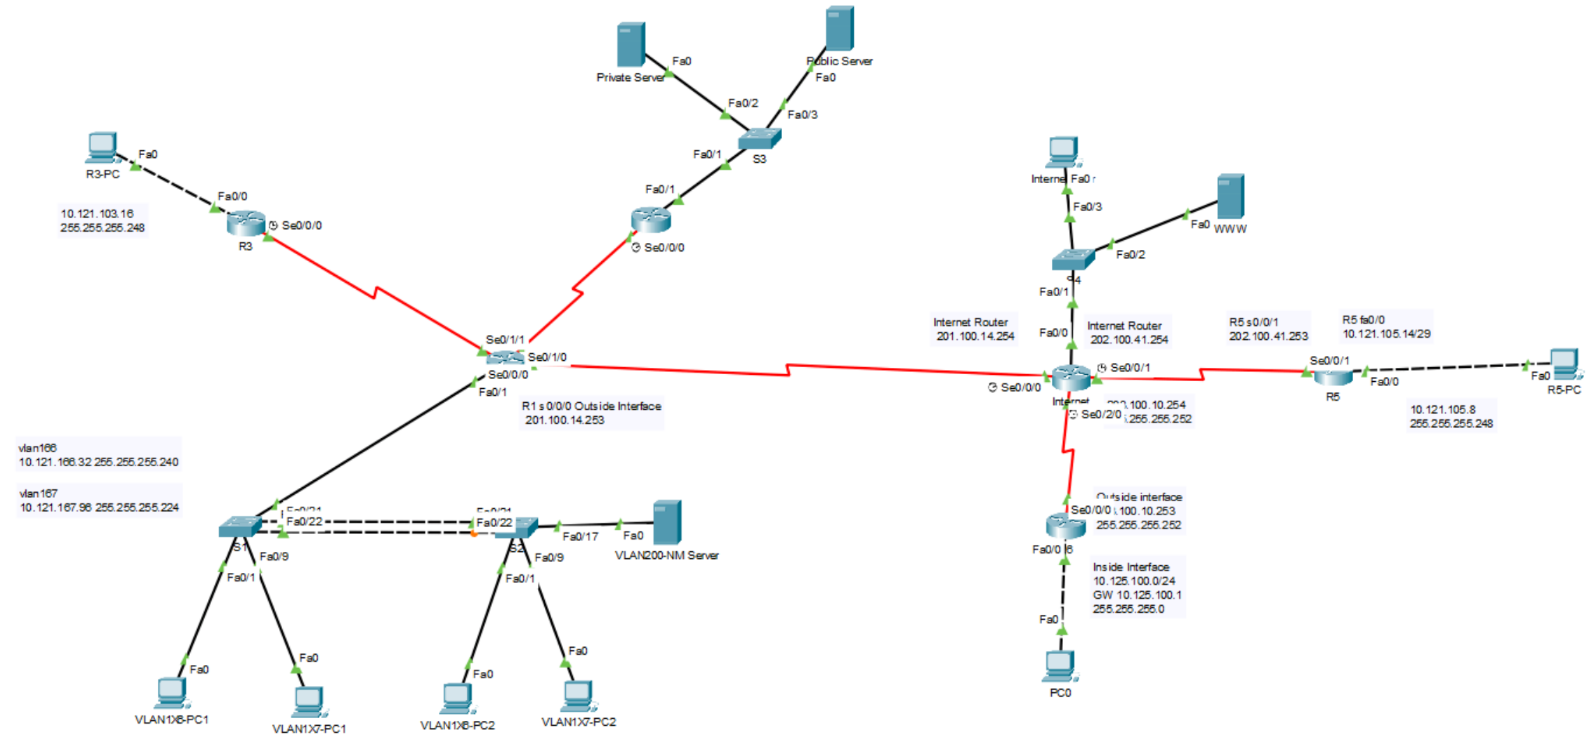 Private Server
Fa0
Public Server
Fa0
Fa0/2
Fa0/3
S3
Fa0/1
Fa0/1
Se0/0/0
R3-PC
Fa0
Fa0/0
10.121.103.16
255.255.255.248
Se0/0/0
R3
Fa0
Fa0/3
Fa0
WWW
Fa0/2
Fa0/1
Fa0/0
Internet Router
201.100.14.254
Internet Router
202.100.41.254
R5 s0/0/1
202.100.41.253
R5 fa0/0
10.121.105.14/29
Se0/1/1
Se0/1/0
Se0/0/0
Fa0/1
R1 s0/0/0 Outside Interface
201.100.14.253
Se0/0/0
Se0/0/1
Internet
.100.10.254
Se0/2/0
.255.252
Se0/0/1
Fa0/0
R5
Fa0
R5-PC
10.121.105.8
255.255.255.248
vlan166
10.121.166.32 255.255.255.240
vlan167
10.121.167.96 255.255.255.224
Fa0/22
Fa0/22
S1
S2
Fa0/9
Fa0/1
Fa0/9
Fa0/1
Fa0/17
Fa0
VLAN200-NM Server
Outside interface
.100.10.253
255.255.255.252
Se0/0/0
Fa0/0
Inside Interface
10.125.100.0/24
GW 10.125.100.1
255.255.255.0
Fa0
PC0
Fa0
VLAN1X6-PC1
Fa0
VLAN1X7-PC1
Fa0
VLAN1X6-PC2
Fa0
VLAN1X7-PC2